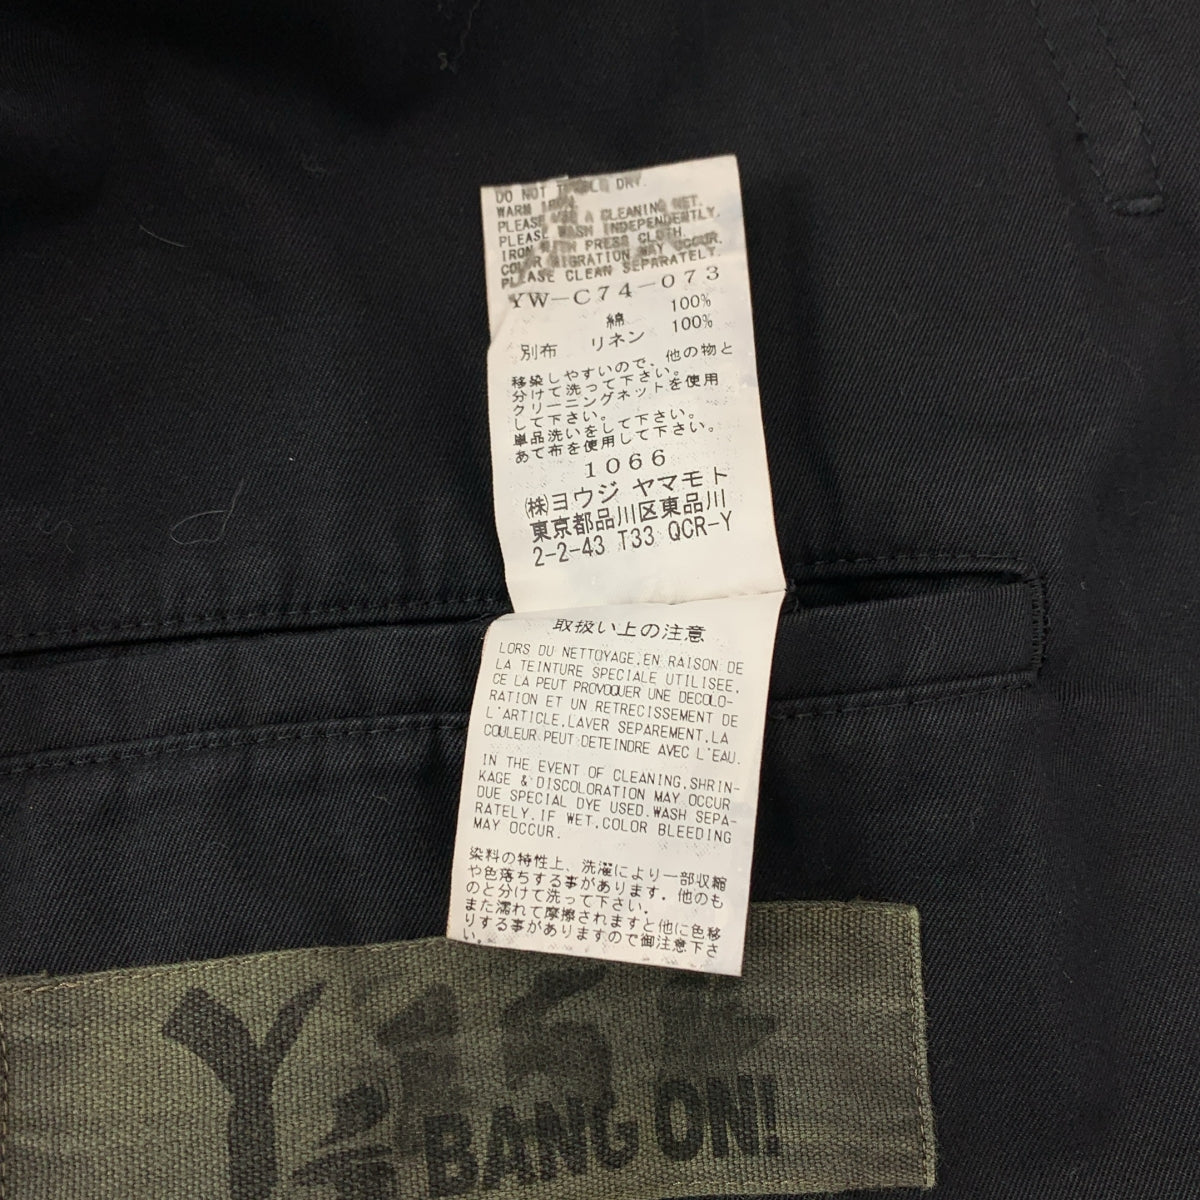 DO NOT TUMBLE DRY.
WARM IRON.
PLEASE USE A CLEANING NET.
PLEASE WASH INDEPENDENTLY.
IRON WITH PRESS CLOTH.
COLOR MIGRATION MAY OCCUR.
PLEASE CLEAN SEPARATELY.
YW-C74-073
綿 100%
別布 リネン 100%
移染しやすいので、他の物と
分けて洗って下さい。
クリーニングネットを使用
して下さい。
単品洗いをして下さい。
あて布を使用して下さい。
1066
㈱ヨウジ ヤマモト
東京都品川区東品川
2-2-43 T33 QCR-Y
取扱い上の注意
LORS DU NETTOYAGE,EN RAISON DE
LA TEINTURE SPECIALE UTILISEE,
CE LA PEUT PROVOQUER UNE DECOLO-
RATION ET UN RETRECISSEMENT DE
L'ARTICLE,LAVER SEPAREMENT,LA
COULEUR PEUT DETEINDRE AVEC L'EAU.
IN THE EVENT OF CLEANING,SHRIN-
KAGE & DISCOLORATION MAY OCCUR
DUE SPECIAL DYE USED.WASH SEPA-
RATELY.IF WET,COLOR BLEEDING
MAY OCCUR.
染料の特性上、洗濯により一部収縮
や色落ちする事があります。他のも
のと分けて洗って下さい。
また濡れて摩擦されますと他に色移
りする事がありますので御注意下さ
い。
Y's
BANG ON!